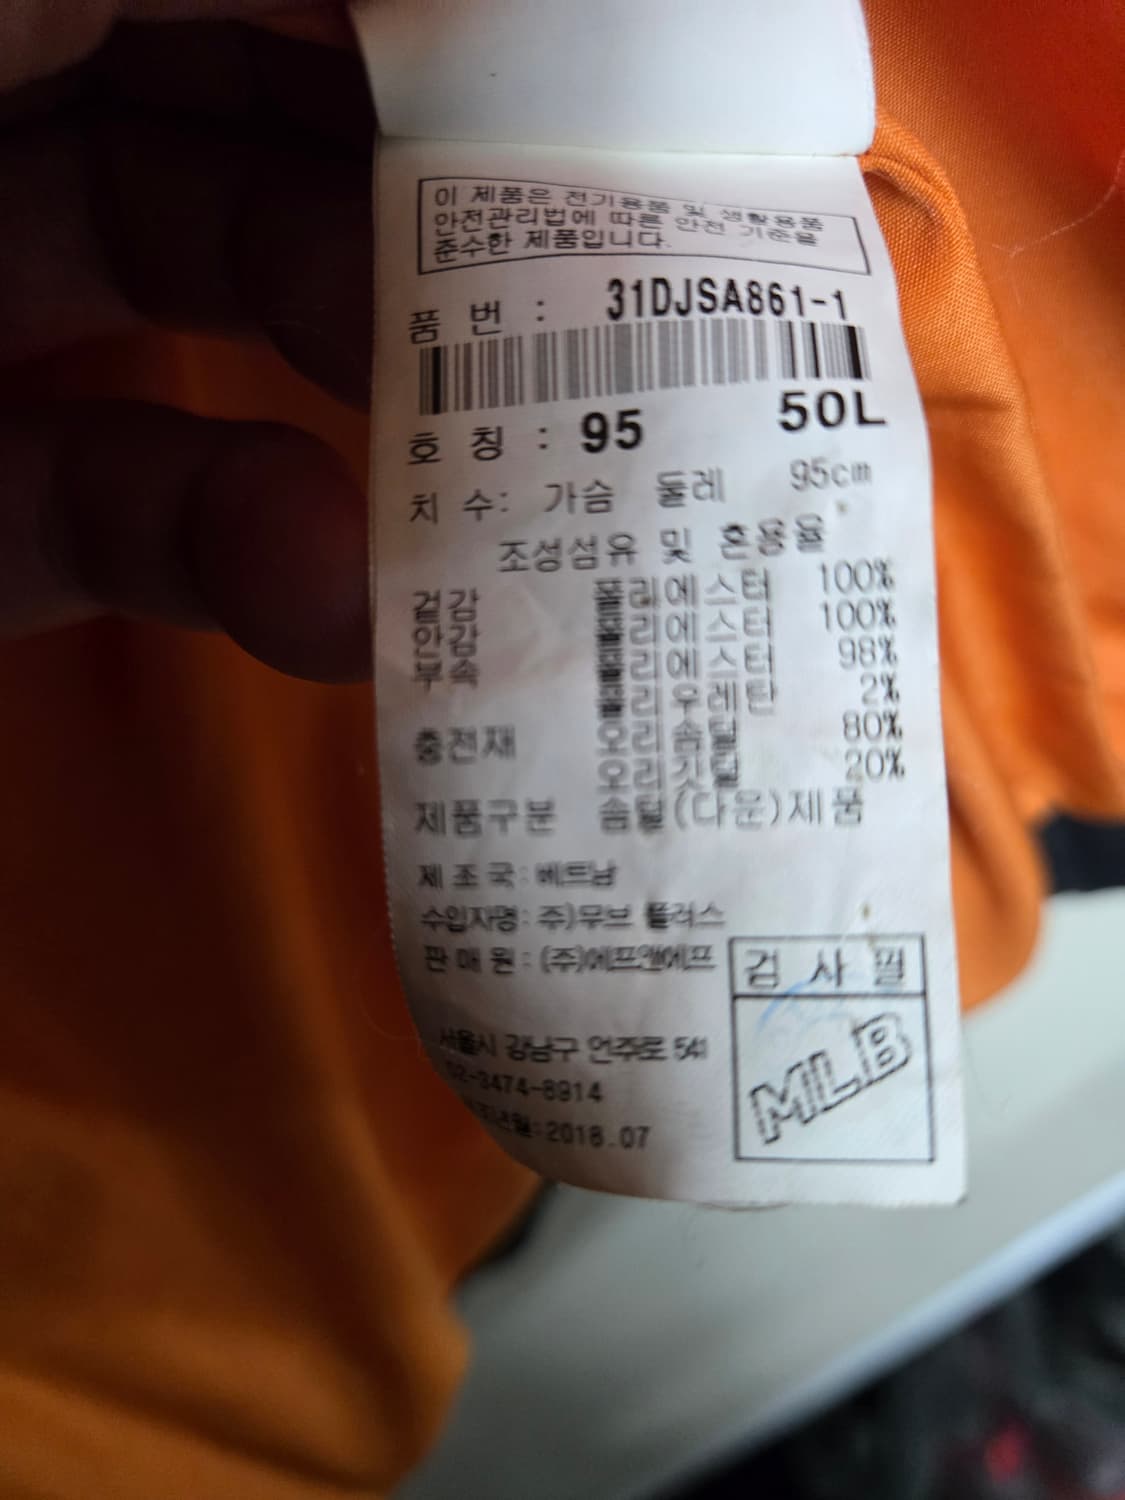 이 제품은 전기용품 및 생활용품
안전관리법에 따른 안전 기준을
준수한 제품입니다.
품 번 : 31DJSA861-1
호 칭 : 95 50L
치 수: 가슴 둘레 95cm
조성섬유 및 혼용율
겉감 폴리에스터 100%
안감 폴리에스터 100%
부속 폴리에스터 98%
폴리우레탄 2%
충전재 오리솜털 80%
오리깃털 20%
제품구분 솜털(다운)제품
제 조 국: 베트남
수입자명: 주)무브 플러스
판 매 원: (주)에프앤에프
검 사 필
MLB
서울시 강남구 언주로 541
02-3474-8914
2018.07